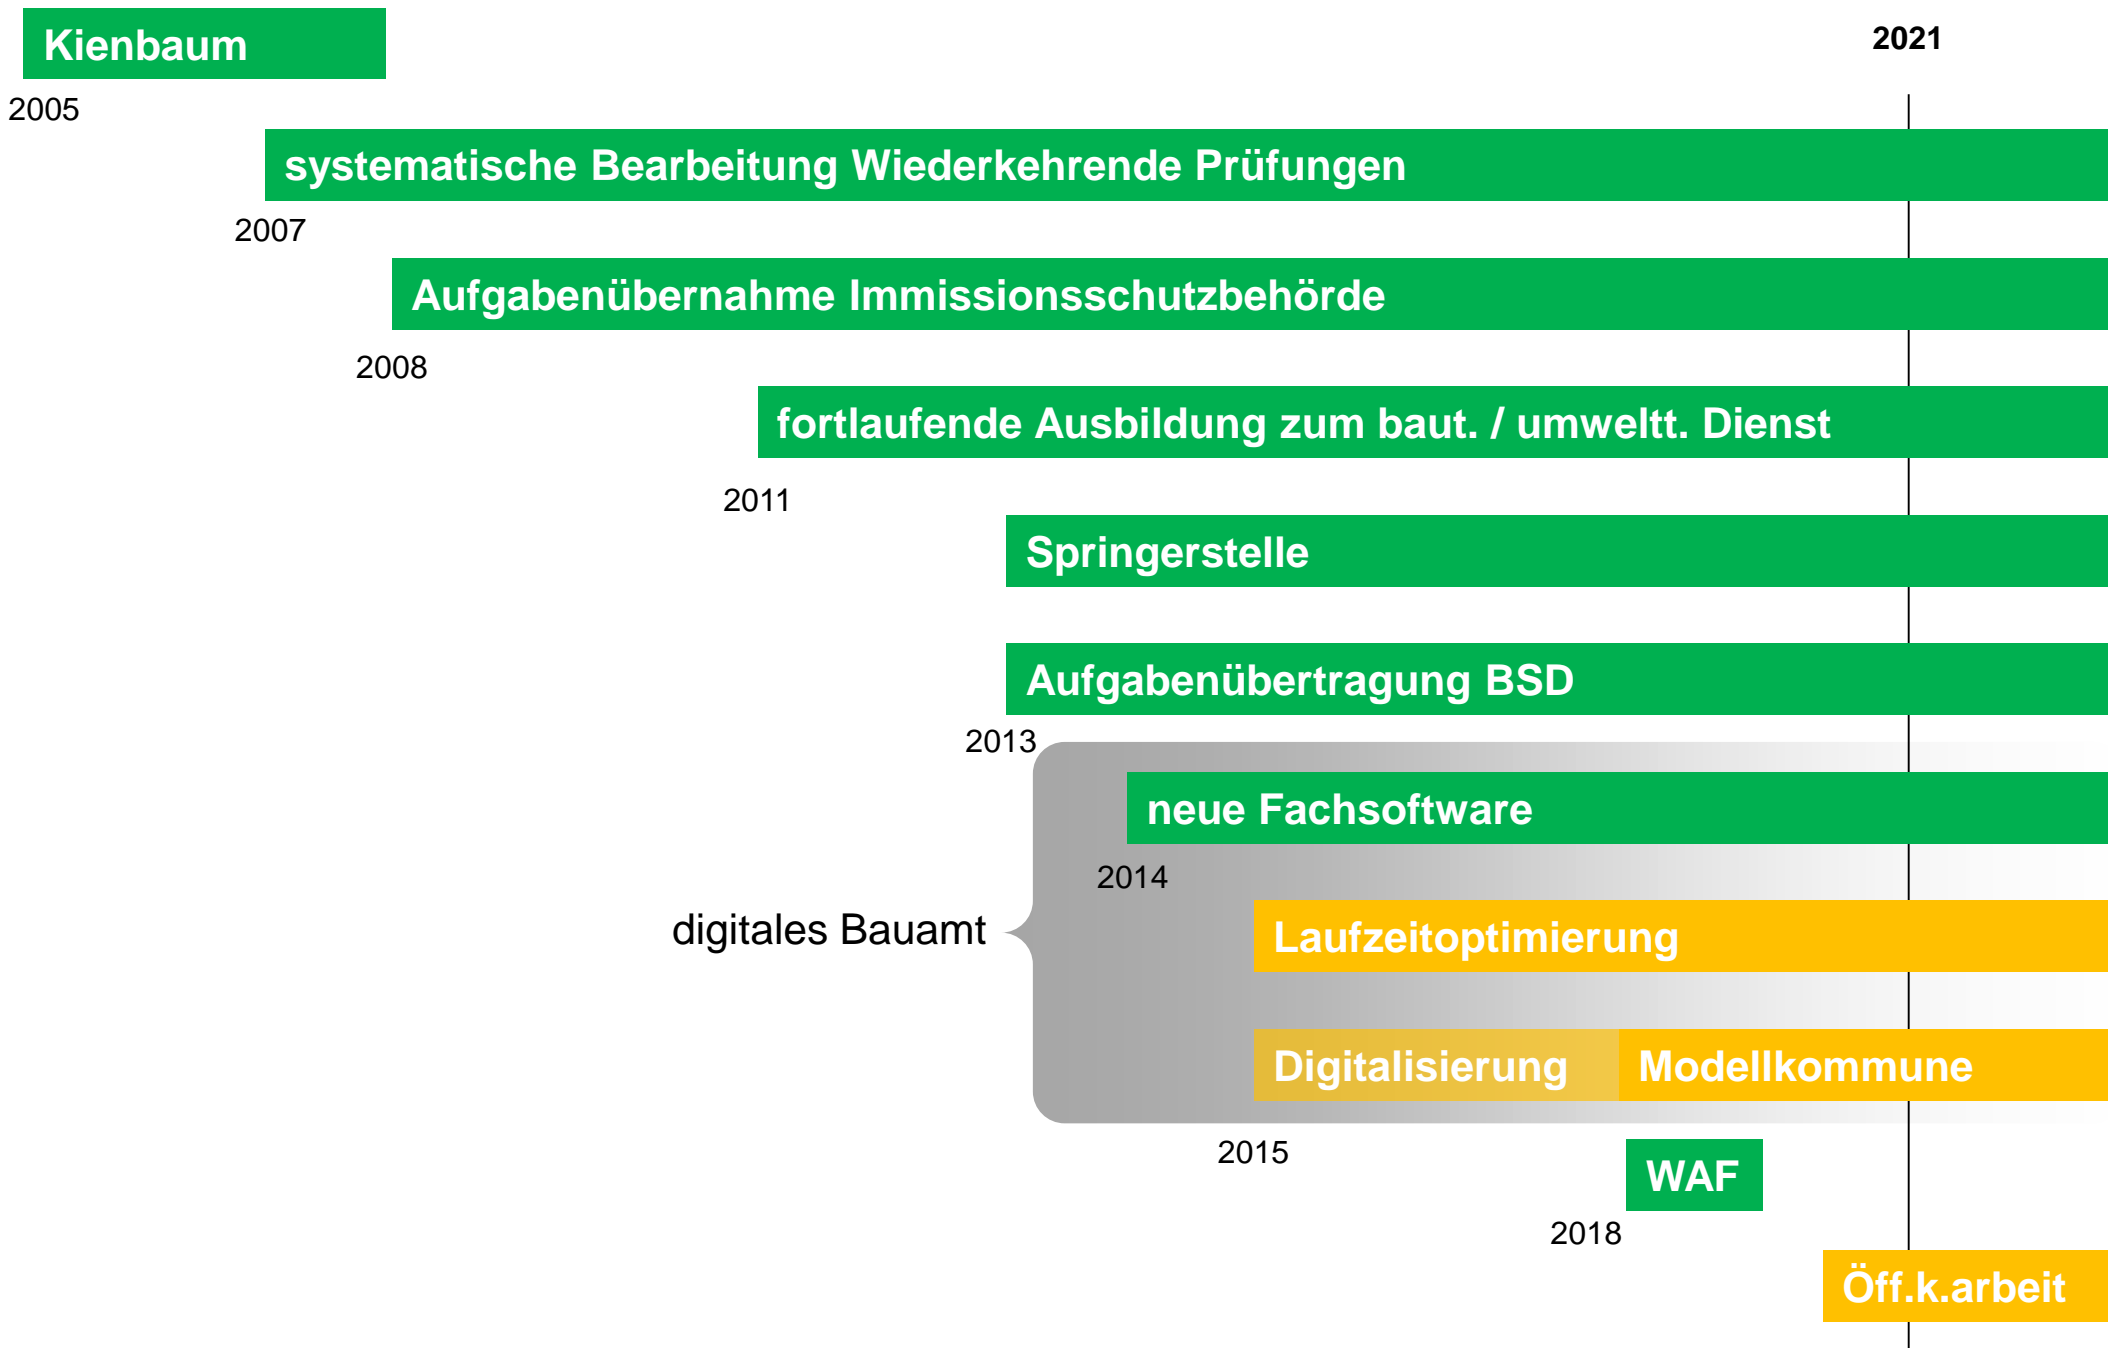 Kienbaum
2021
2005
systematische Bearbeitung Wiederkehrende Prüfungen
2007
Aufgabenübernahme Immissionsschutzbehörde
2008
fortlaufende Ausbildung zum baut. / umweltt. Dienst
2011
Springerstelle
Aufgabenübertragung BSD
2013
neue Fachsoftware
2014
digitales Bauamt
Laufzeitoptimierung
Digitalisierung
Modellkommune
2015
WAF
2018
Öff.k.arbeit